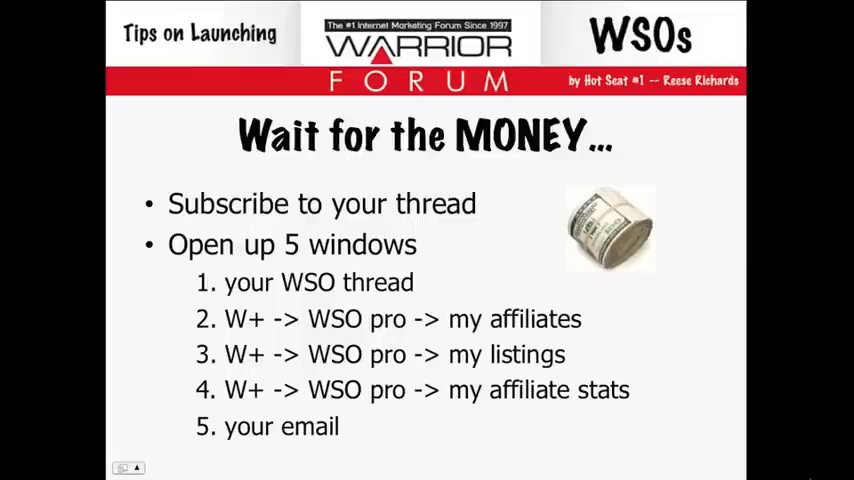 Tips on Launching
The #1 Internet Marketing Forum Since 1997
WARRIOR
FORUM
WSOs
by Hot Seat #1 -- Reese Richards
Wait for the MONEY...
• Subscribe to your thread
• Open up 5 windows
1. your WSO thread
2. W+ -> WSO pro -> my affiliates
3. W+ -> WSO pro -> my listings
4. W+ -> WSO pro -> my affiliate stats
5. your email